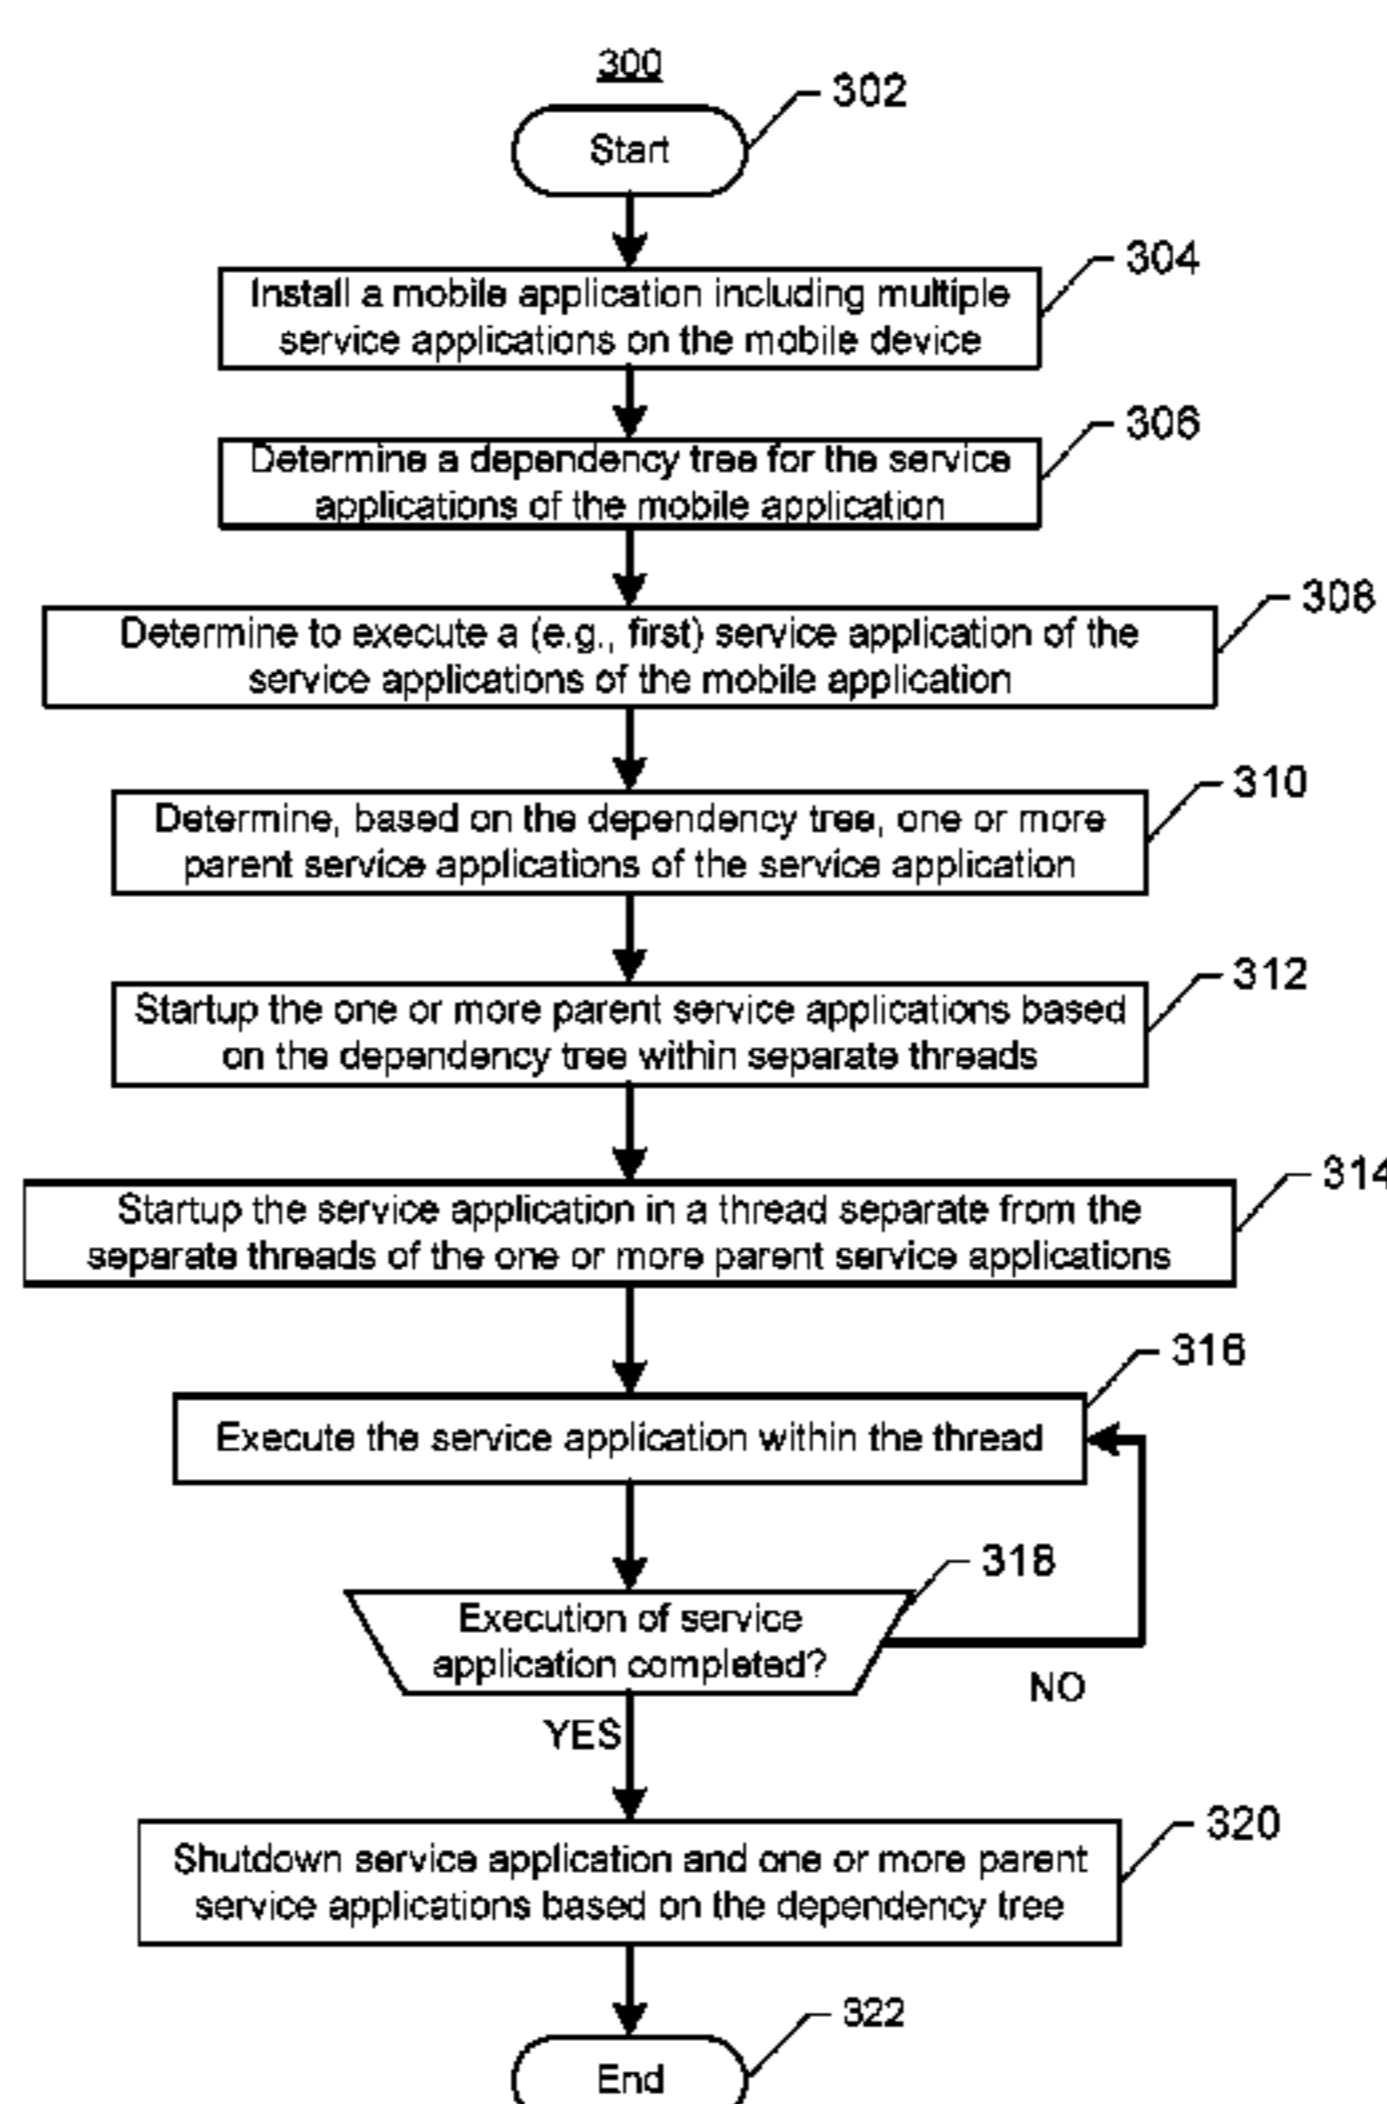 300
302
Start
304
Install a mobile application including multiple
service applications on the mobile device
306
Determine a dependency tree for the service
applications of the mobile application
308
Determine to execute a (e.g., first) service application of the
service applications of the mobile application
310
Determine, based on the dependency tree, one or more
parent service applications of the service application
312
Startup the one or more parent service applications based
on the dependency tree within separate threads
314
Startup the service application in a thread separate from the
separate threads of the one or more parent service applications
316
Execute the service application within the thread
318
Execution of service
application completed?
NO
YES
320
Shutdown service application and one or more parent
service applications based on the dependency tree
322
End